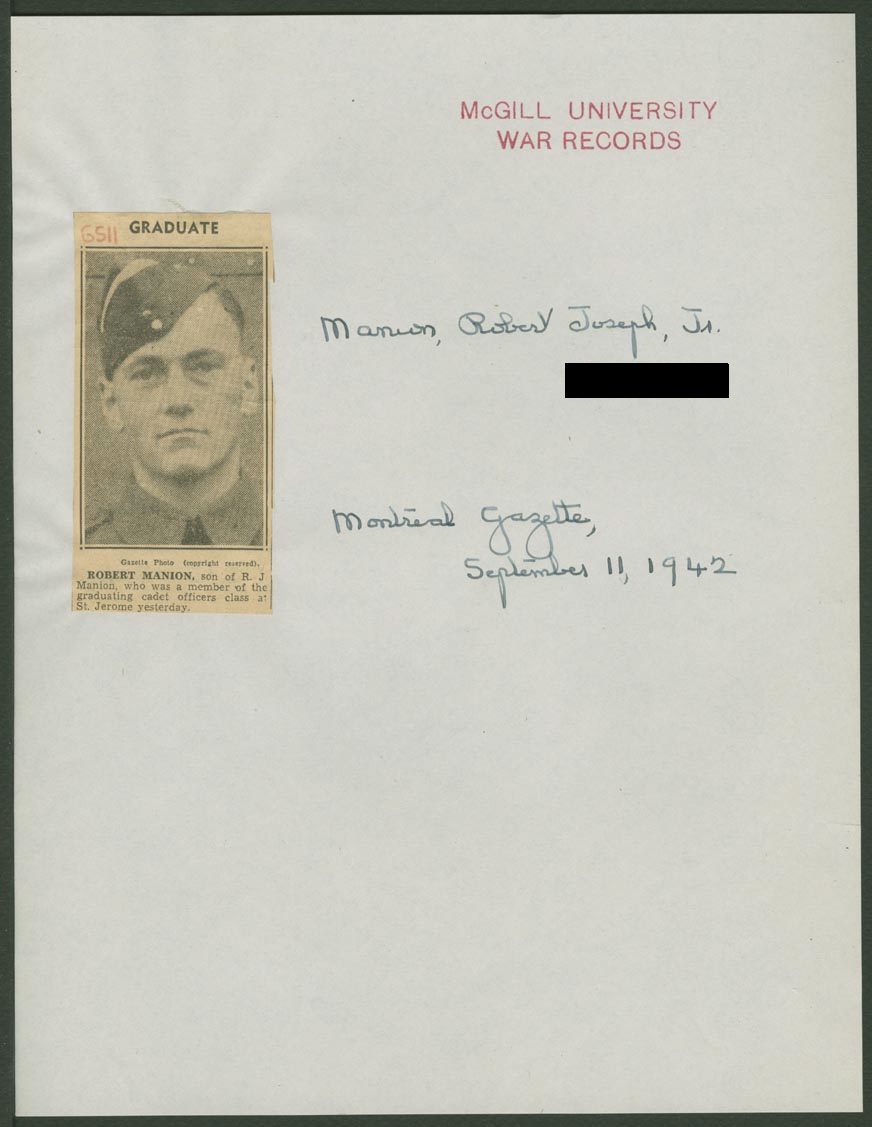 McGILL UNIVERSITY
WAR RECORDS
GS11 GRADUATE
Manion, Robert Joseph, Jr.
Montreal Gazette,
September 11, 1942
Gazette Photo (copyright reserved).
ROBERT MANION, son of R. J
Manion, who was a member of the
graduating cadet officers class at
St. Jerome yesterday.